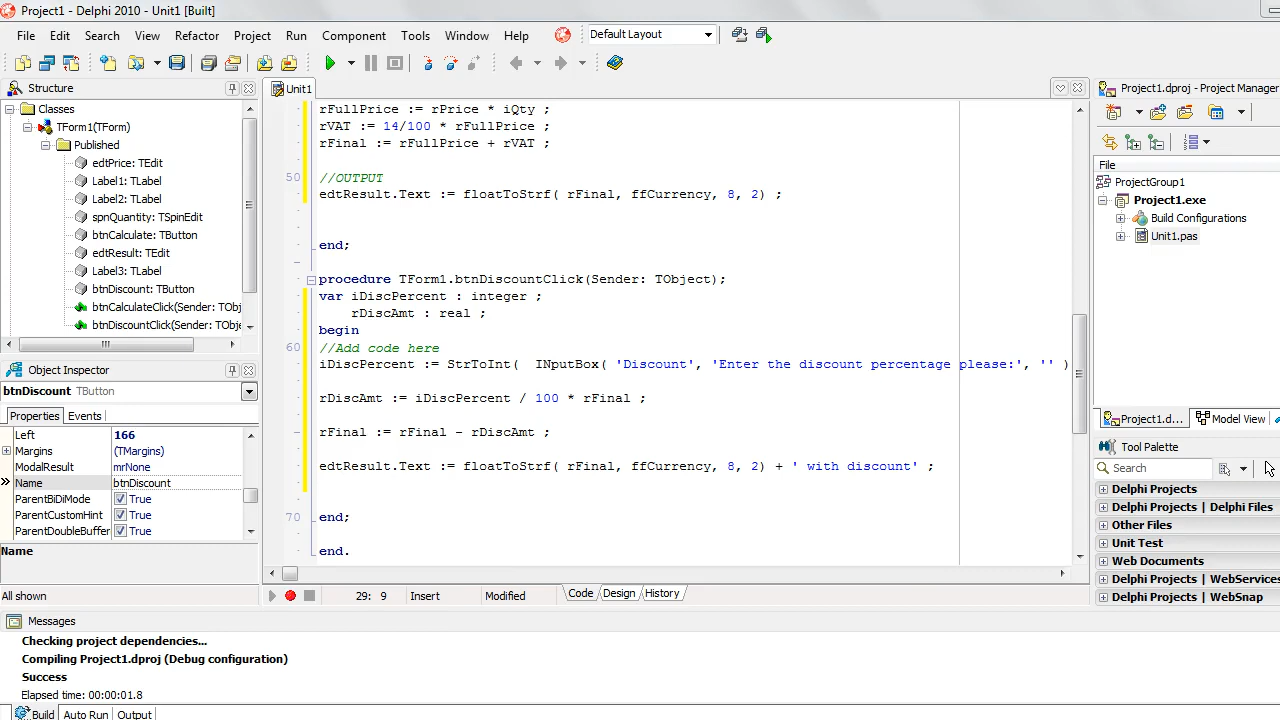 Project1 - Delphi 2010 - Unit1 [Built]
File Edit Search View Refactor Project Run Component Tools Window Help Default Layout
Structure
Classes
TForm1(TForm)
Published
edtPrice: TEdit
Label1: TLabel
Label2: TLabel
spnQuantity: TSpinEdit
btnCalculate: TButton
edtResult: TEdit
Label3: TLabel
btnDiscount: TButton
btnCalculateClick(Sender: TObj
btnDiscountClick(Sender: TObje
Object Inspector
btnDiscount TButton
Properties Events
Left 166
Margins (TMargins)
ModalResult mrNone
Name btnDiscount
ParentBiDiMode True
ParentCustomHint True
ParentDoubleBuffer True
Name
All shown
Unit1
rFullPrice := rPrice * iQty ;
rVAT := 14/100 * rFullPrice ;
rFinal := rFullPrice + rVAT ;
50 //OUTPUT
edtResult.Text := floatToStrf( rFinal, ffCurrency, 8, 2) ;
end;
procedure TForm1.btnDiscountClick(Sender: TObject);
var iDiscPercent : integer ;
rDiscAmt : real ;
begin
60 //Add code here
iDiscPercent := StrToInt( INputBox( 'Discount', 'Enter the discount percentage please:', '' )
rDiscAmt := iDiscPercent / 100 * rFinal ;
rFinal := rFinal - rDiscAmt ;
edtResult.Text := floatToStrf( rFinal, ffCurrency, 8, 2) + ' with discount' ;
70 end;
end.
29: 9 Insert Modified Code Design History
Project1.dproj - Project Manager
File
ProjectGroup1
Project1.exe
Build Configurations
Unit1.pas
Project1.d... Model View
Tool Palette
Search
Delphi Projects
Delphi Projects | Delphi Files
Other Files
Unit Test
Web Documents
Delphi Projects | WebServices
Delphi Projects | WebSnap
Messages
Checking project dependencies...
Compiling Project1.dproj (Debug configuration)
Success
Elapsed time: 00:00:01.8
Build Auto Run Output